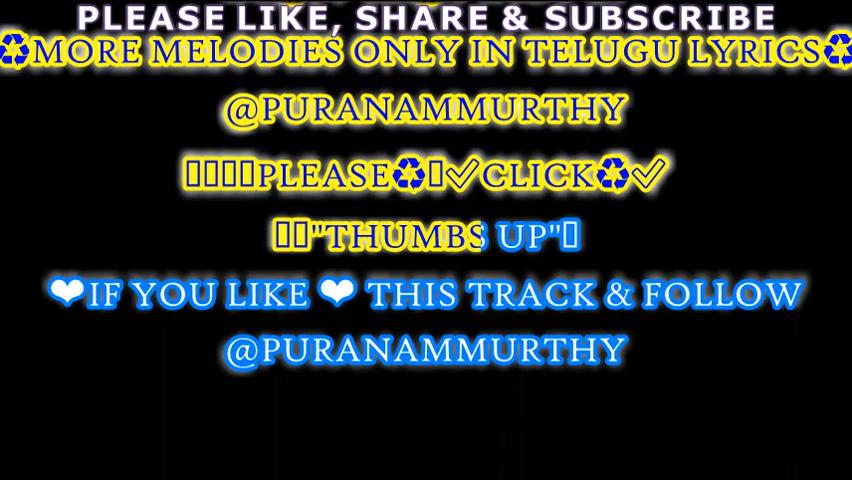 PLEASE LIKE, SHARE & SUBSCRIBE
♻MORE MELODIES ONLY IN TELUGU LYRICS♻
@PURANAMMURTHY
▯▯▯▯PLEASE♻▯✓CLICK♻✓
▯▯"THUMBS UP"▯
❤IF YOU LIKE ❤ THIS TRACK & FOLLOW
@PURANAMMURTHY